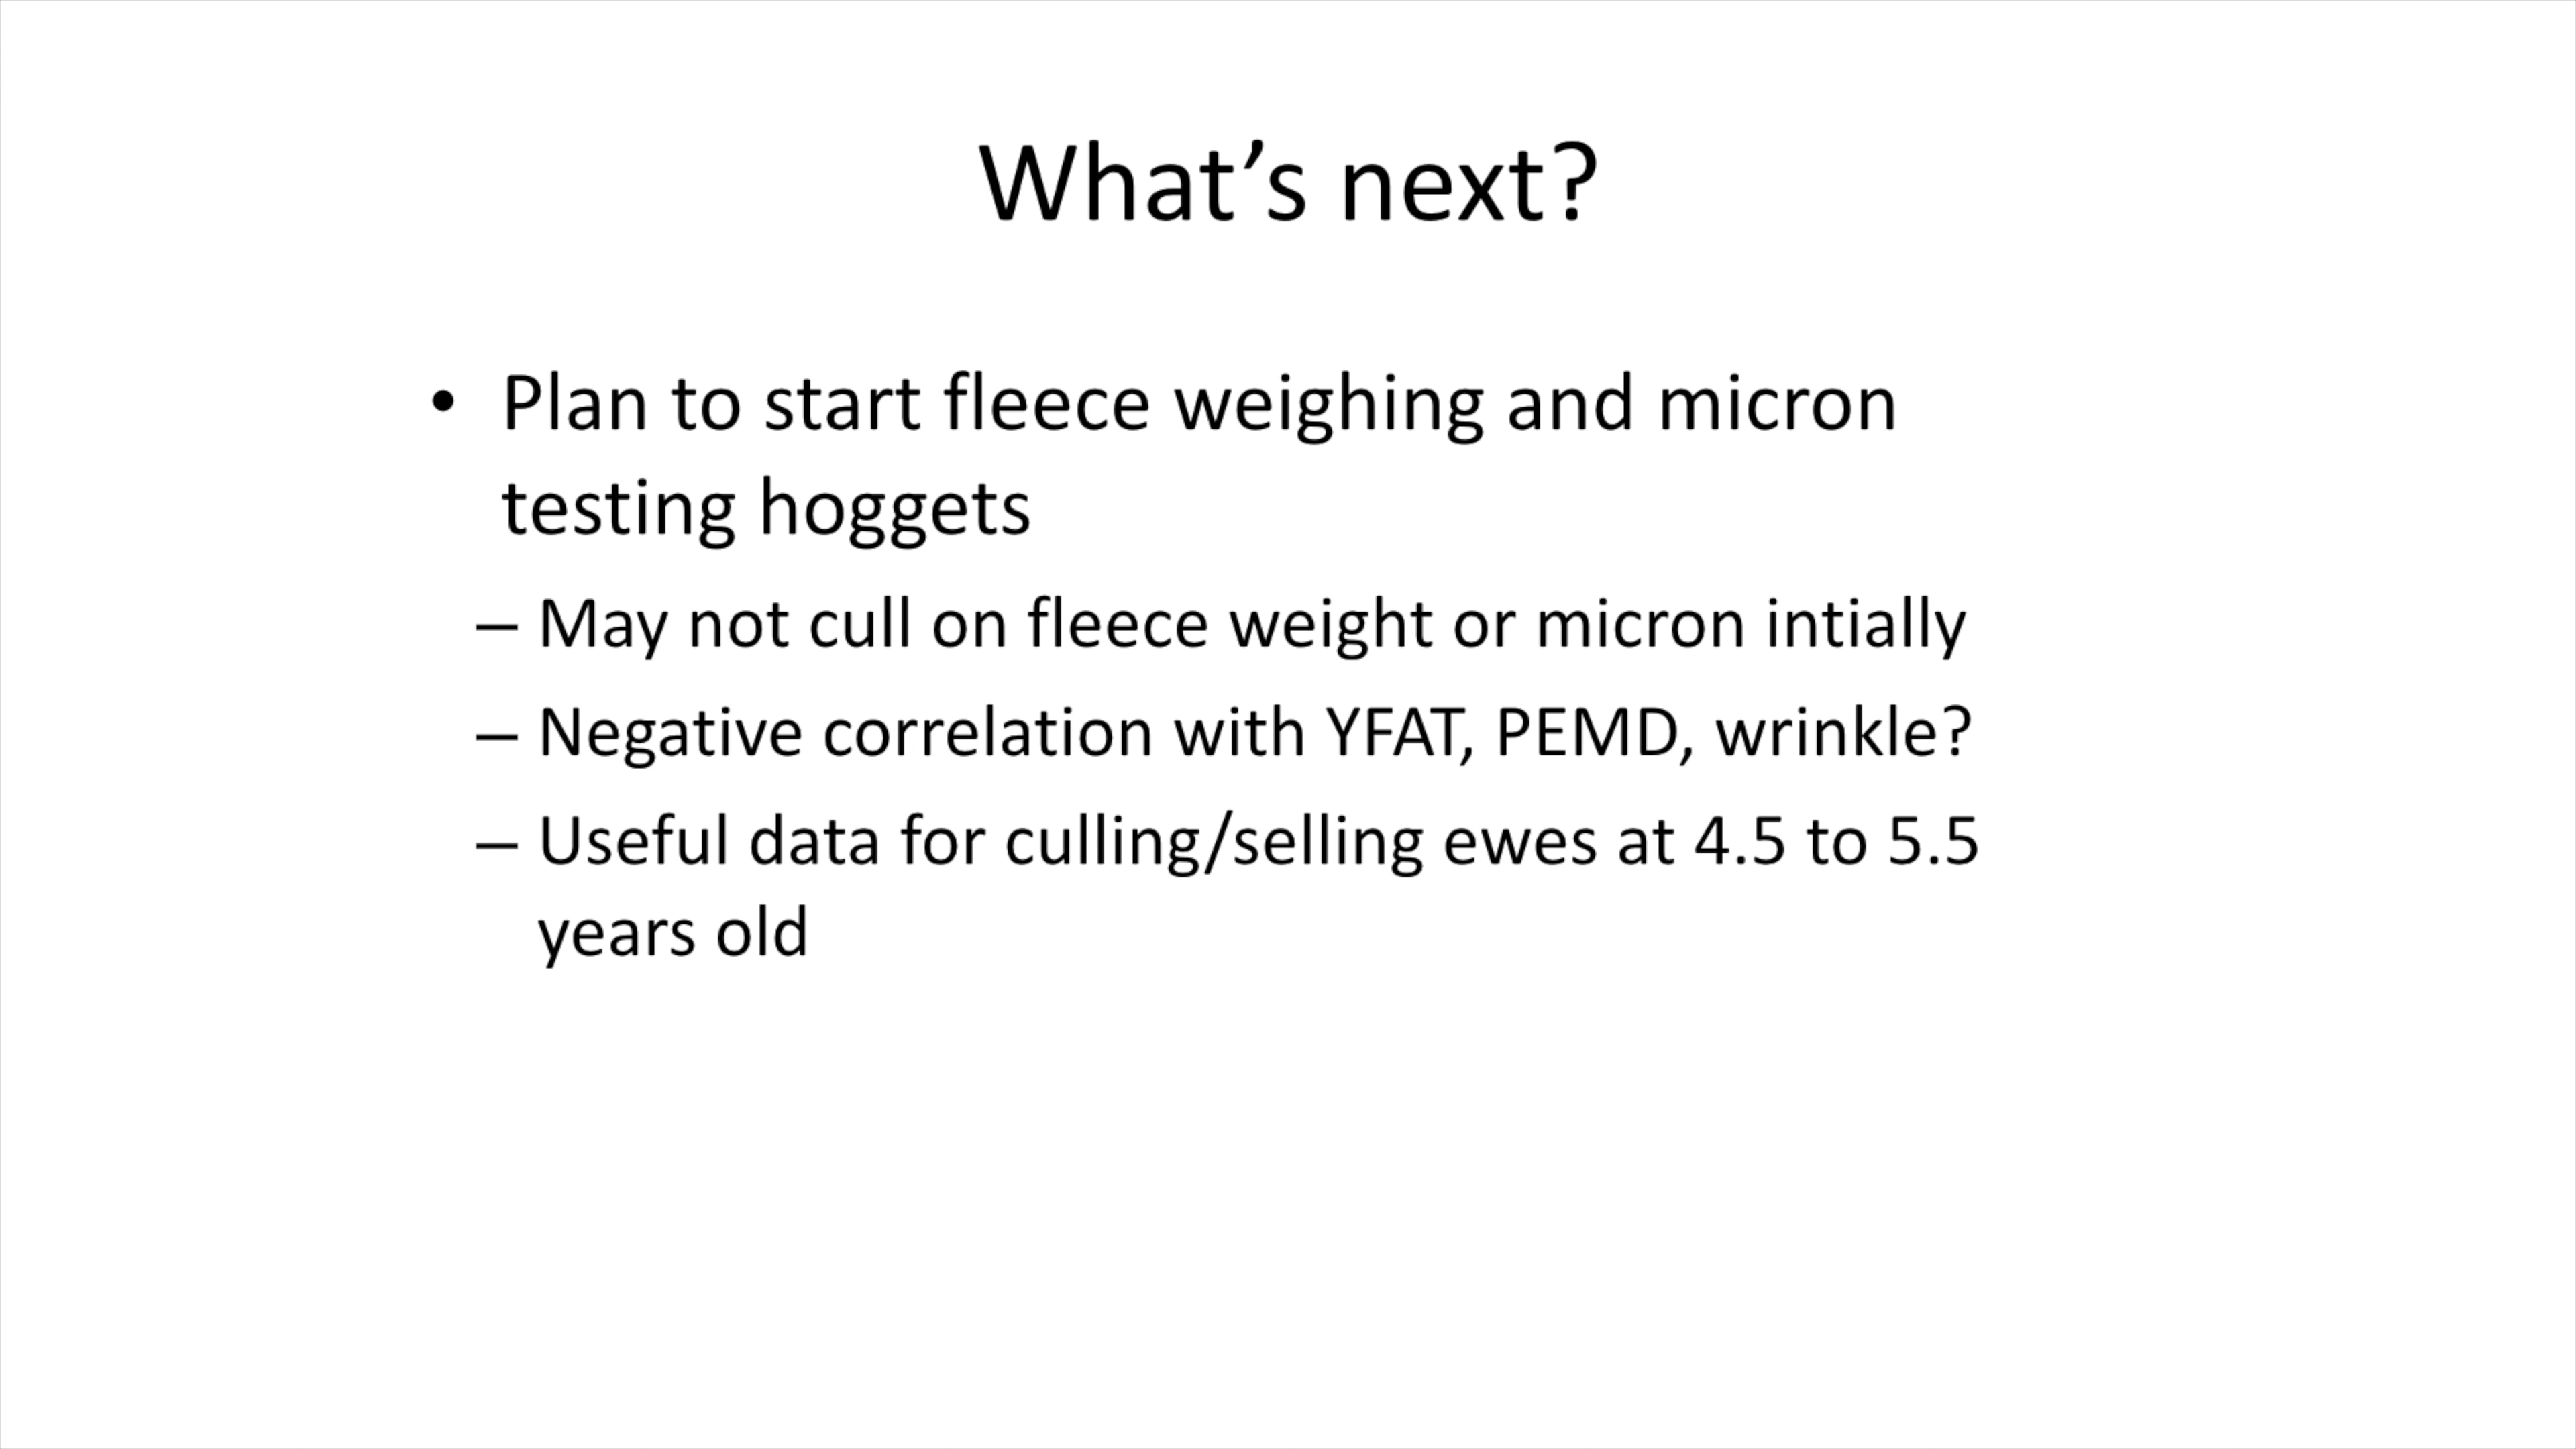 What’s next?
• Plan to start fleece weighing and micron
testing hoggets
– May not cull on fleece weight or micron intially
– Negative correlation with YFAT, PEMD, wrinkle?
– Useful data for culling/selling ewes at 4.5 to 5.5
years old